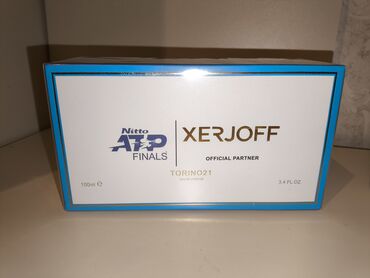 Nitto
ATP
FINALS
XERJOFF
OFFICIAL PARTNER
TORINO21
100ml ℮
3.4 FL.OZ.